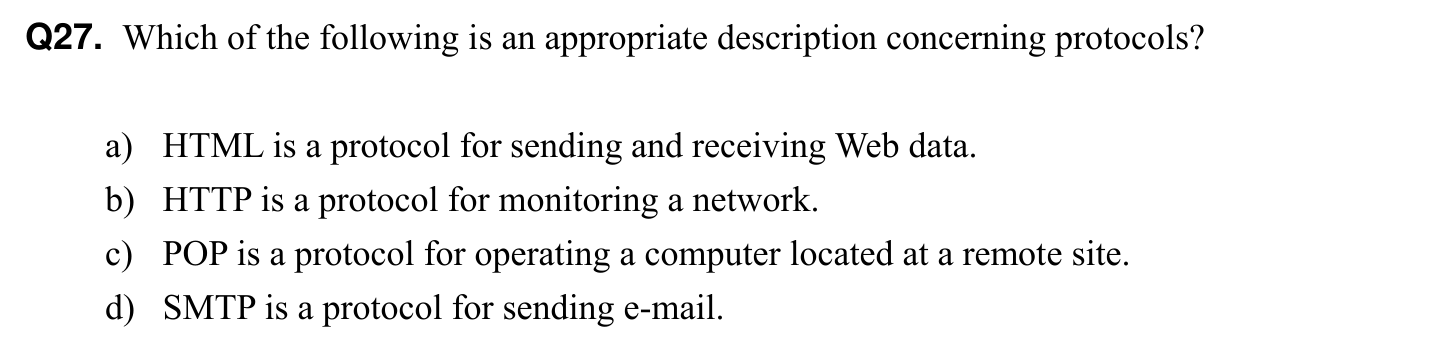 Q27. Which of the following is an appropriate description concerning protocols?
a) HTML is a protocol for sending and receiving Web data.
b) HTTP is a protocol for monitoring a network.
c) POP is a protocol for operating a computer located at a remote site.
d) SMTP is a protocol for sending e-mail.